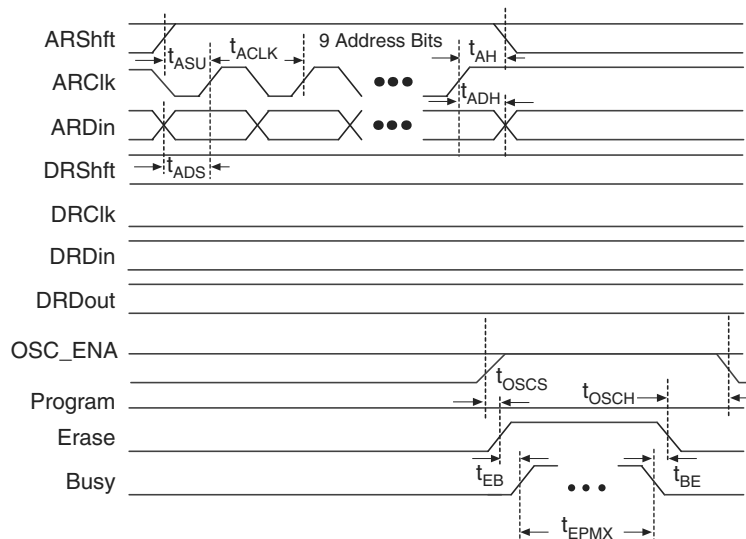 ARShft
9 Address Bits
tASU
tACLK
tAH
ARClk
tADH
ARDin
tADS
DRShft
DRClk
DRDin
DRDout
OSC_ENA
tOSCS
tOSCH
Program
Erase
tEB
tBE
Busy
tEPMX